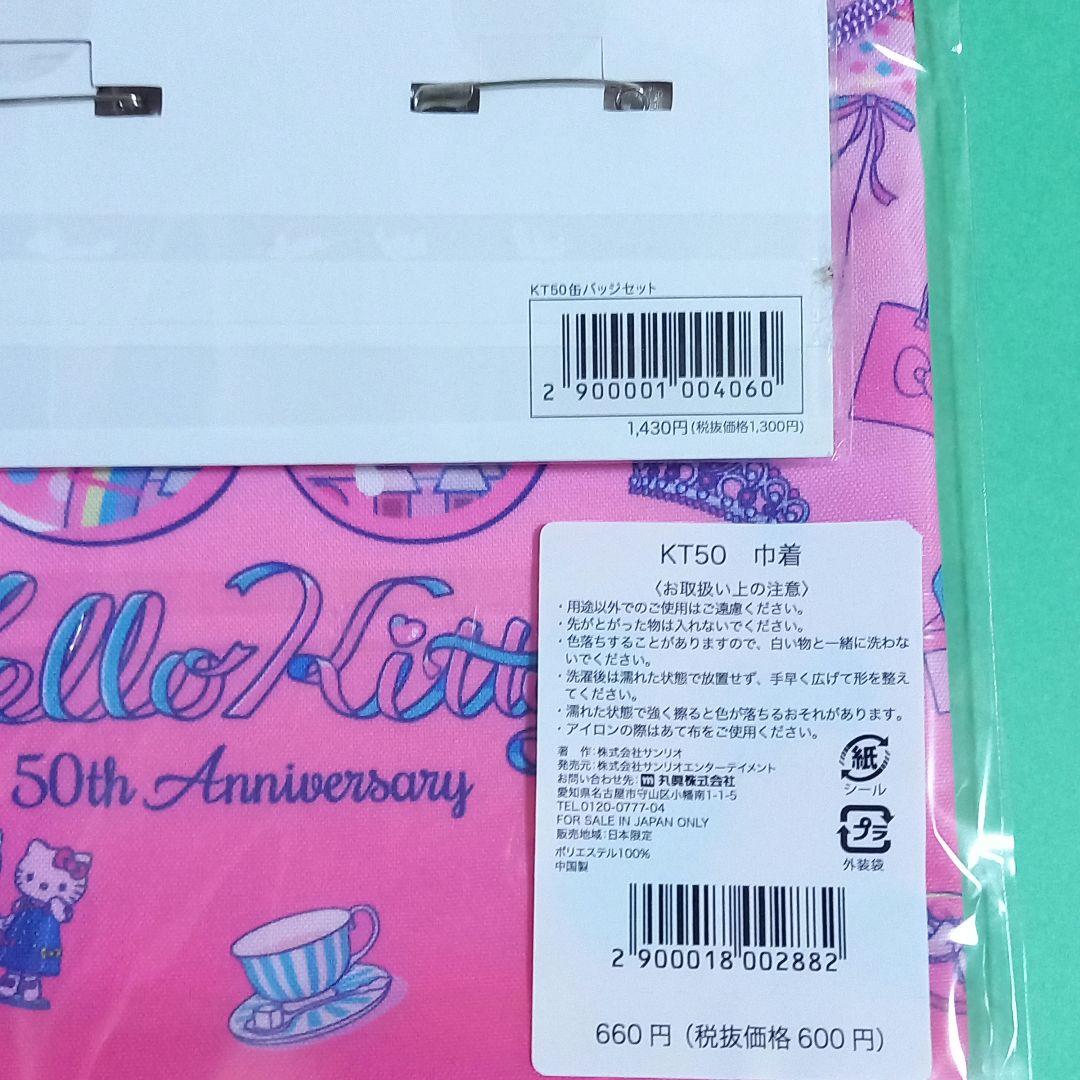 KT50缶バッジセット
2 900001 004060
1,430円(税抜価格1,300円)
ello Kitty
50th Anniversary
KT50 巾着
〈お取扱い上の注意〉
・用途以外でのご使用はご遠慮ください。
・先がとがった物は入れないでください。
・色落ちすることがありますので、白い物と一緒に洗わな
いでください。
・洗濯後は濡れた状態で放置せず、手早く広げて形を整え
てください。
・濡れた状態で強く擦ると色が落ちるおそれがあります。
・アイロンの際はあて布をご使用ください。
著 作:株式会社サンリオ
発売元:株式会社サンリオエンターテイメント
お問い合わせ先: 丸眞株式会社
愛知県名古屋市守山区小幡南1-1-5
TEL.0120-0777-04
FOR SALE IN JAPAN ONLY
販売地域:日本限定
ポリエステル100%
中国製
紙
シール
プラ
外装袋
2 900018 002882
660円(税抜価格600円)